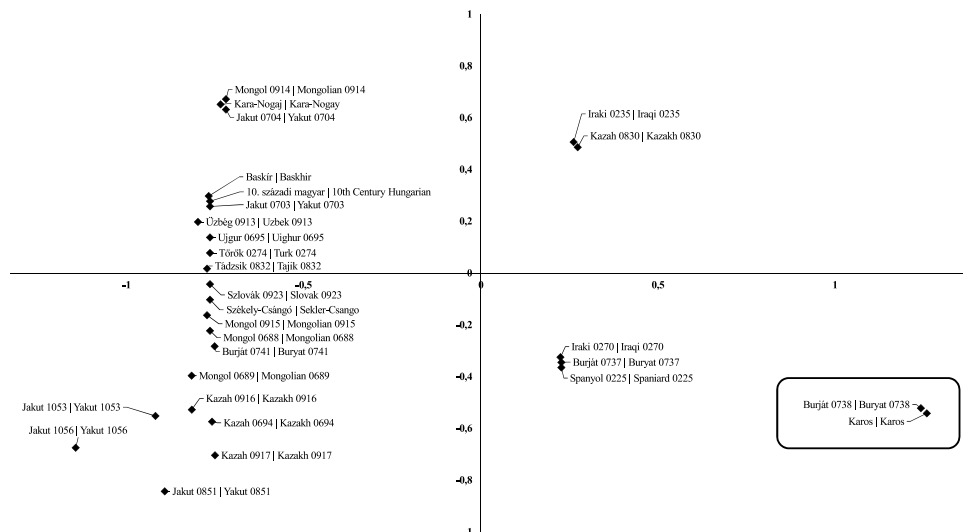 1
0,8
Mongol 0914 | Mongolian 0914
Kara-Nogaj | Kara-Nogay
Jakut 0704 | Yakut 0704
0,6
Iraki 0235 | Iraqi 0235
Kazah 0830 | Kazakh 0830
0,4
Baskír | Baskhir
10. századi magyar | 10th Century Hungarian
Jakut 0703 | Yakut 0703
Üzbég 0913 | Uzbek 0913
0,2
Ujgur 0695 | Uighur 0695
Török 0274 | Turk 0274
Tádzsik 0832 | Tajik 0832
0
-1
-0,5
0
0,5
1
Szlovák 0923 | Slovak 0923
Székely-Csángó | Sekler-Csango
Mongol 0915 | Mongolian 0915
-0,2
Mongol 0688 | Mongolian 0688
Burját 0741 | Buryat 0741
Iraki 0270 | Iraqi 0270
Burját 0737 | Buryat 0737
Spanyol 0225 | Spaniard 0225
Mongol 0689 | Mongolian 0689
-0,4
Kazah 0916 | Kazakh 0916
Jakut 1053 | Yakut 1053
Burját 0738 | Buryat 0738
Karos | Karos
Kazah 0694 | Kazakh 0694
Jakut 1056 | Yakut 1056
-0,6
Kazah 0917 | Kazakh 0917
-0,8
Jakut 0851 | Yakut 0851
-1